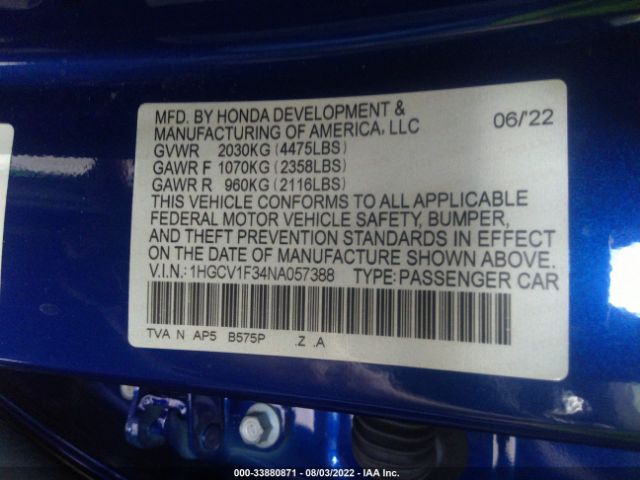 MFD. BY HONDA DEVELOPMENT &
MANUFACTURING OF AMERICA, LLC 06/'22
GVWR 2030KG (4475LBS)
GAWR F 1070KG (2358LBS)
GAWR R 960KG (2116LBS)
THIS VEHICLE CONFORMS TO ALL APPLICABLE
FEDERAL MOTOR VEHICLE SAFETY, BUMPER,
AND THEFT PREVENTION STANDARDS IN EFFECT
ON THE DATE OF MANUFACTURE SHOWN ABOVE.
V.I.N.: 1HGCV1F34NA057388 TYPE: PASSENGER CAR
TVA N AP5 B575P .Z .A
000-33880871 - 08/03/2022 - IAA Inc.